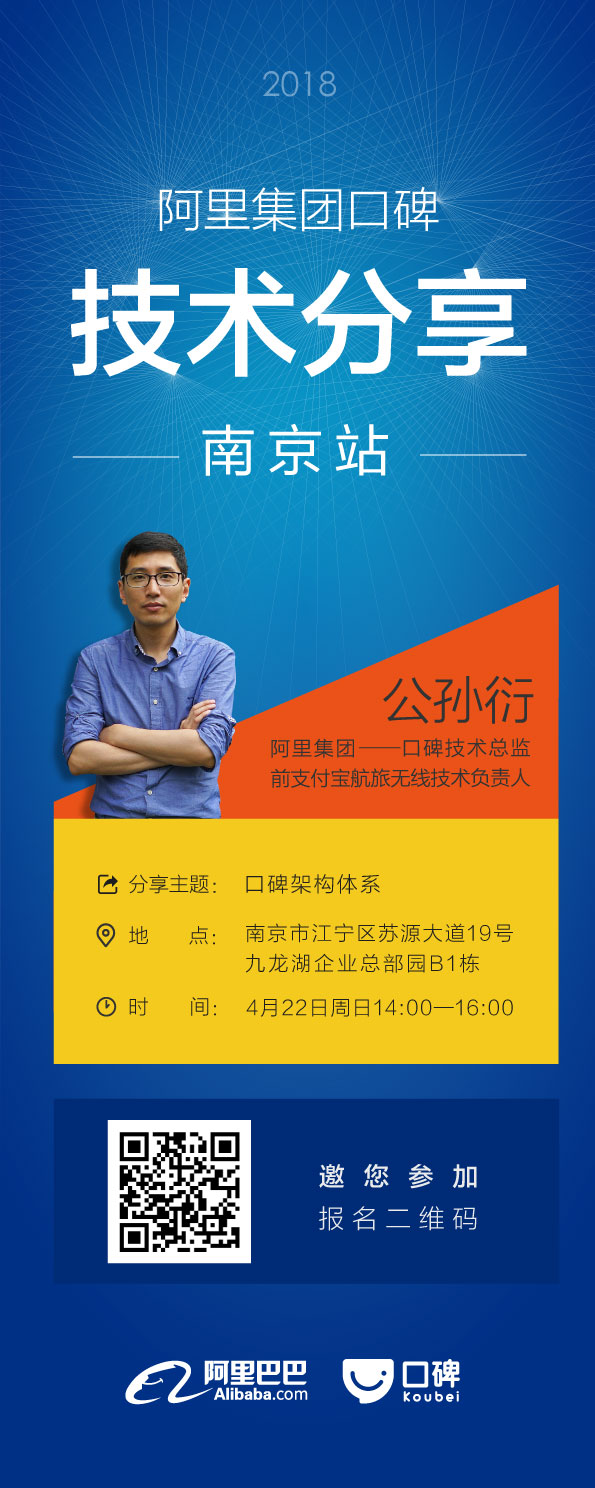 2018
阿里集团口碑
技术分享
南京站
公孙衍
阿里集团——口碑技术总监
前支付宝航旅无线技术负责人
分享主题： 口碑架构体系
地 点： 南京市江宁区苏源大道19号
九龙湖企业总部园B1栋
时 间： 4月22日周日14:00—16:00
邀您参加
报名二维码
阿里巴巴
Alibaba.com
口碑
Koubei